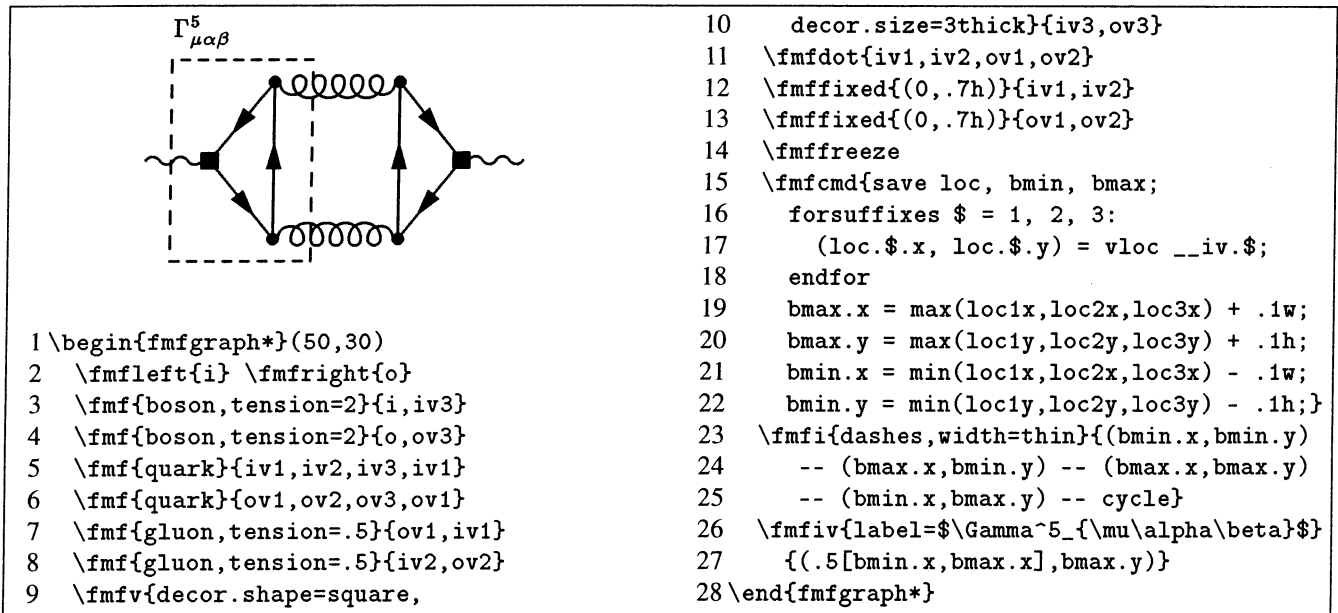 Γ^5_{μαβ}
1 \begin{fmfgraph*}(50,30)
2 \fmfleft{i} \fmfright{o}
3 \fmf{boson,tension=2}{i,iv3}
4 \fmf{boson,tension=2}{o,ov3}
5 \fmf{quark}{iv1,iv2,iv3,iv1}
6 \fmf{quark}{ov1,ov2,ov3,ov1}
7 \fmf{gluon,tension=.5}{ov1,iv1}
8 \fmf{gluon,tension=.5}{iv2,ov2}
9 \fmfv{decor.shape=square,
10 decor.size=3thick}{iv3,ov3}
11 \fmfdot{iv1,iv2,ov1,ov2}
12 \fmffixed{(0,.7h)}{iv1,iv2}
13 \fmffixed{(0,.7h)}{ov1,ov2}
14 \fmffreeze
15 \fmfcmd{save loc, bmin, bmax;
16 forsuffixes $ = 1, 2, 3:
17 (loc.$.x, loc.$.y) = vloc __iv.$;
18 endfor
19 bmax.x = max(loc1x,loc2x,loc3x) + .1w;
20 bmax.y = max(loc1y,loc2y,loc3y) + .1h;
21 bmin.x = min(loc1x,loc2x,loc3x) - .1w;
22 bmin.y = min(loc1y,loc2y,loc3y) - .1h;}
23 \fmfi{dashes,width=thin}{(bmin.x,bmin.y)
24 -- (bmax.x,bmin.y) -- (bmax.x,bmax.y)
25 -- (bmin.x,bmax.y) -- cycle}
26 \fmfiv{label=$\Gamma^5_{\mu\alpha\beta}$}
27 {(.5[bmin.x,bmax.x],bmax.y)}
28 \end{fmfgraph*}